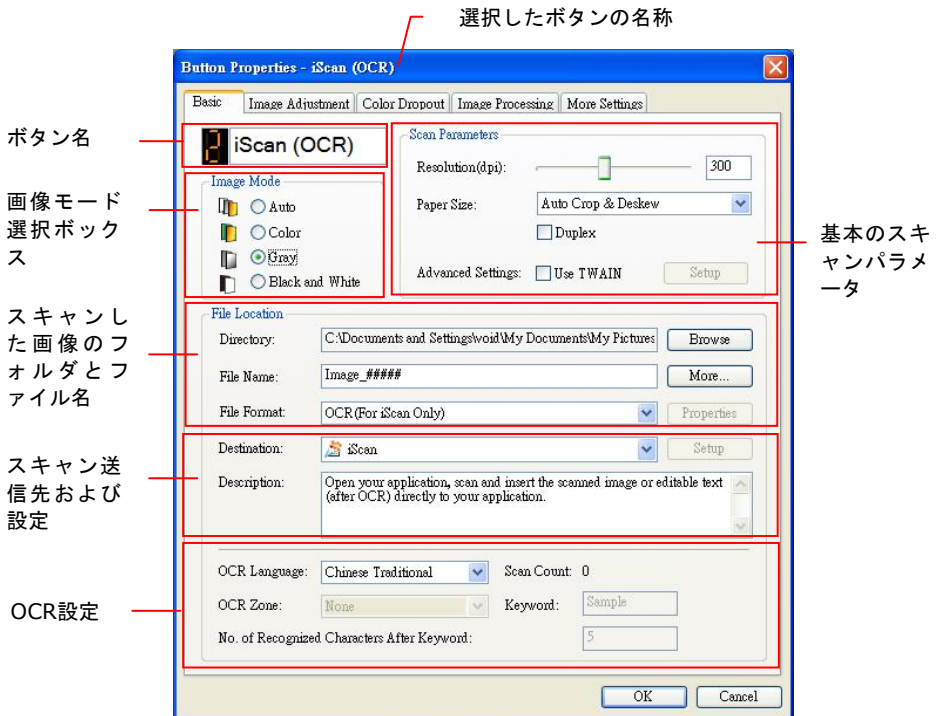 選択したボタンの名称
Button Properties - iScan (OCR)
Basic Image Adjustment Color Dropout Image Processing More Settings
ボタン名
2 iScan (OCR)
画像モード
選択ボック
ス
Image Mode
Auto
Color
Gray
Black and White
Scan Parameters
Resolution(dpi): 300
Paper Size: Auto Crop & Deskew
Duplex
Advanced Settings: Use TWAIN Setup
基本のスキ
ャンパラメ
ータ
スキャンし
た画像のフ
ォルダとフ
ァイル名
File Location
Directory: C:\Documents and Settings\void\My Documents\My Pictures Browse
File Name: Image_##### More...
File Format: OCR(For iScan Only) Properties
スキャン送
信先および
設定
Destination: iScan Setup
Description: Open your application, scan and insert the scanned image or editable text
(after OCR) directly to your application.
OCR設定
OCR Language: Chinese Traditional Scan Count: 0
OCR Zone: None Keyword: Sample
No. of Recognized Characters After Keyword: 5
OK Cancel